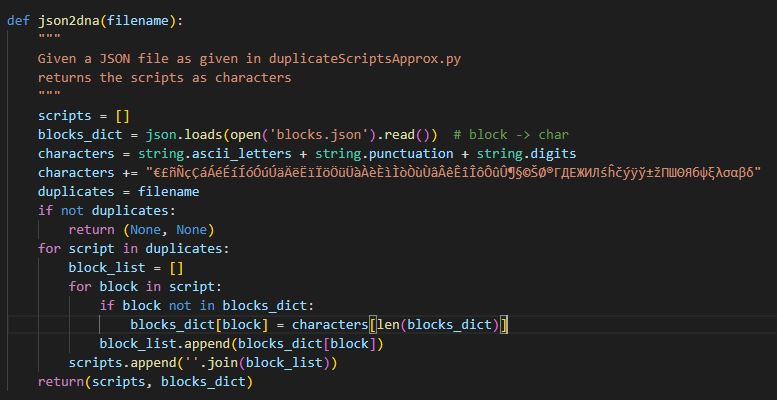 def json2dna(filename):
    """
    Given a JSON file as given in duplicateScriptsApprox.py
    returns the scripts as characters
    """
    scripts = []
    blocks_dict = json.loads(open('blocks.json').read())  # block -> char
    characters = string.ascii_letters + string.punctuation + string.digits
    characters += "€£ñÑçÇáÁéÉíÍóÓúÚäÄëËïÏöÖüÜàÀèÈìÌòÒùÙâÂêÊîÎôÔûÛ¶§©ŠØ®ГДЕЖИЛśĥčýÿў±žПШΘЯбψξλσαβδ"
    duplicates = filename
    if not duplicates:
        return (None, None)
    for script in duplicates:
        block_list = []
        for block in script:
            if block not in blocks_dict:
                blocks_dict[block] = characters[len(blocks_dict)]
            block_list.append(blocks_dict[block])
        scripts.append(''.join(block_list))
    return(scripts, blocks_dict)